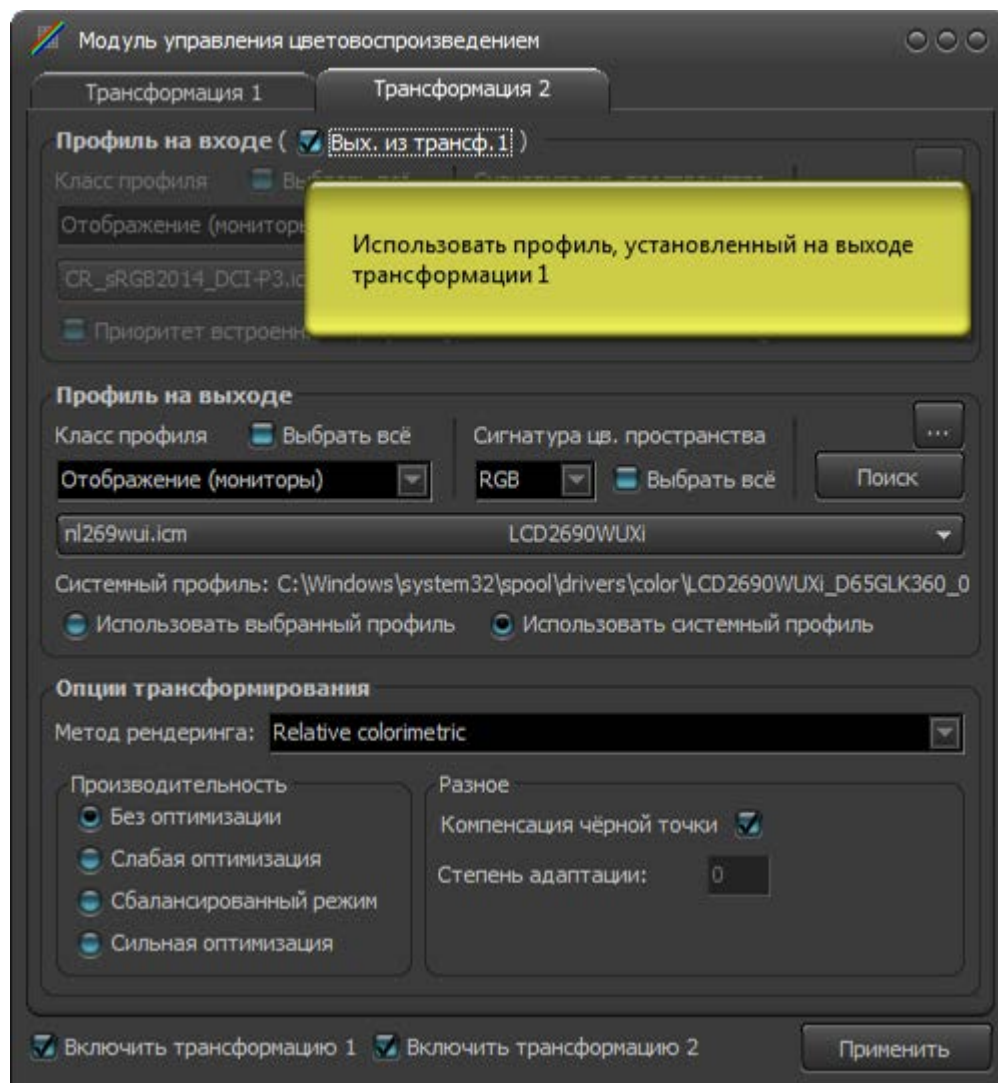 Модуль управления цветовоспроизведением
Трансформация 1
Трансформация 2
Профиль на входе ( Вых. из трансф.1 )
Класс профиля
Отображение (мониторы
CR_sRGB2014_DCI-P3.ic
Приоритет
Использовать профиль, установленный на выходе
трансформации 1
Профиль на выходе
Класс профиля Выбрать всё Сигнатура цв. пространства ...
Отображение (мониторы) RGB Выбрать всё Поиск
nl269wui.icm LCD2690WUXi
Системный профиль: C:\Windows\system32\spool\drivers\color\LCD2690WUXi_D65GLK360_0
Использовать выбранный профиль Использовать системный профиль
Опции трансформирования
Метод рендеринга: Relative colorimetric
Производительность
Без оптимизации
Слабая оптимизация
Сбалансированный режим
Сильная оптимизация
Разное
Компенсация чёрной точки
Степень адаптации: 0
Включить трансформацию 1 Включить трансформацию 2 Применить